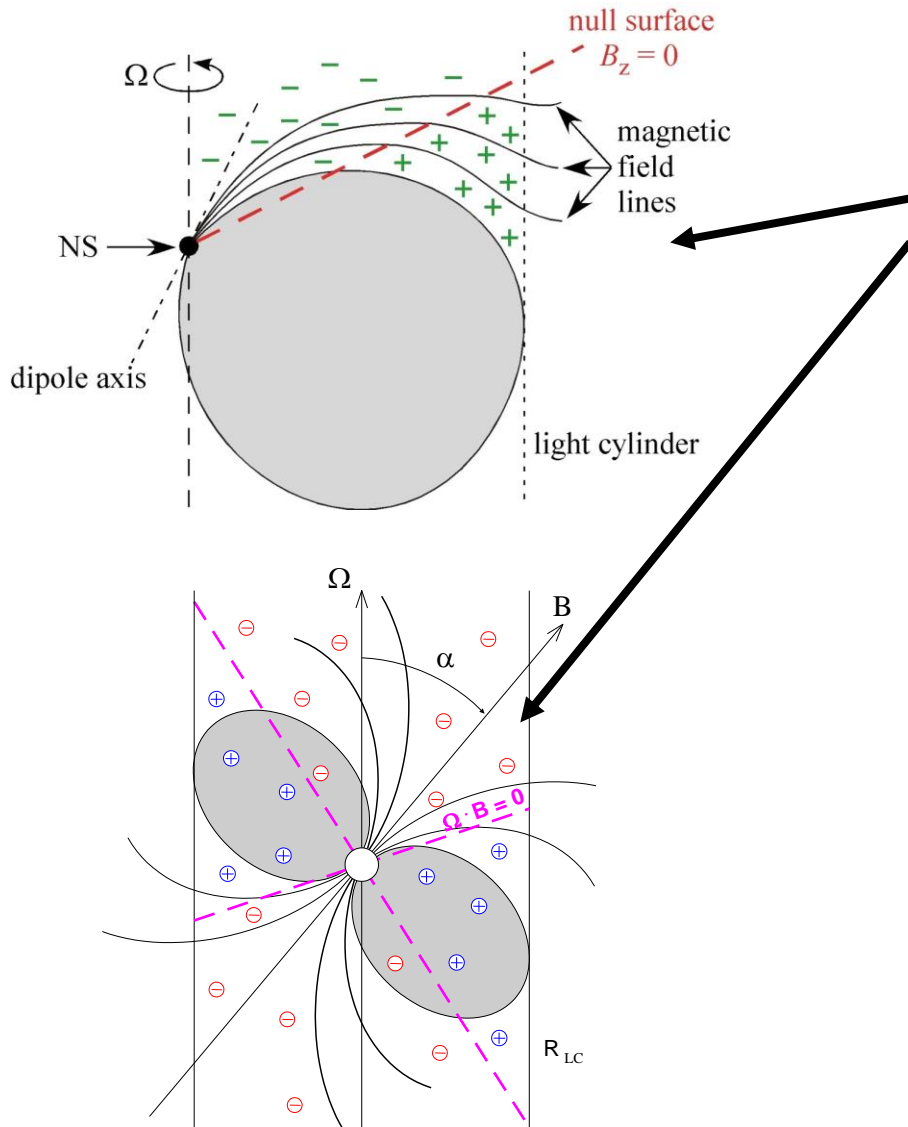 null surface
B_z = 0
Ω
magnetic
field
lines
NS
dipole axis
light cylinder
Ω
B
α
Ω · B = 0
R_LC